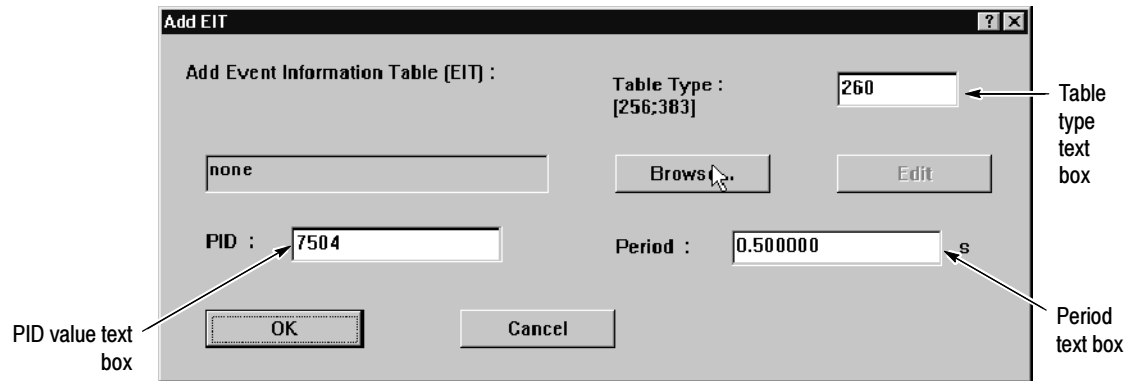 Add EIT
Add Event Information Table (EIT) :
Table Type :
[256;383]
260
Table
type
text
box
none
Browse...
Edit
PID :
7504
Period :
0.500000
s
OK
Cancel
PID value text
box
Period
text box